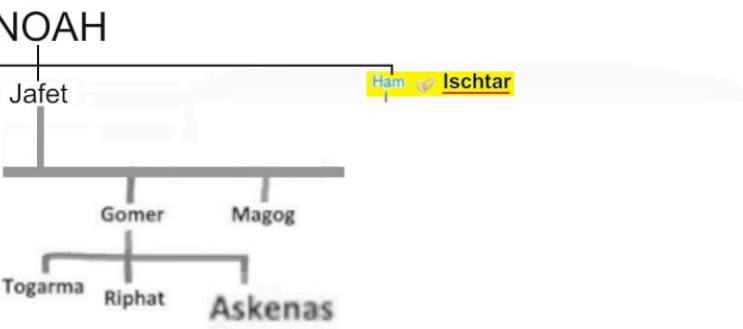 NOAH
Jafet
Ham Ischtar
Gomer Magog
Togarma Riphat Askenas